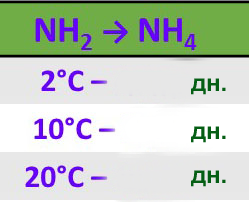 NH₂ → NH₄
2°C – дн.
10°C – дн.
20°C – дн.